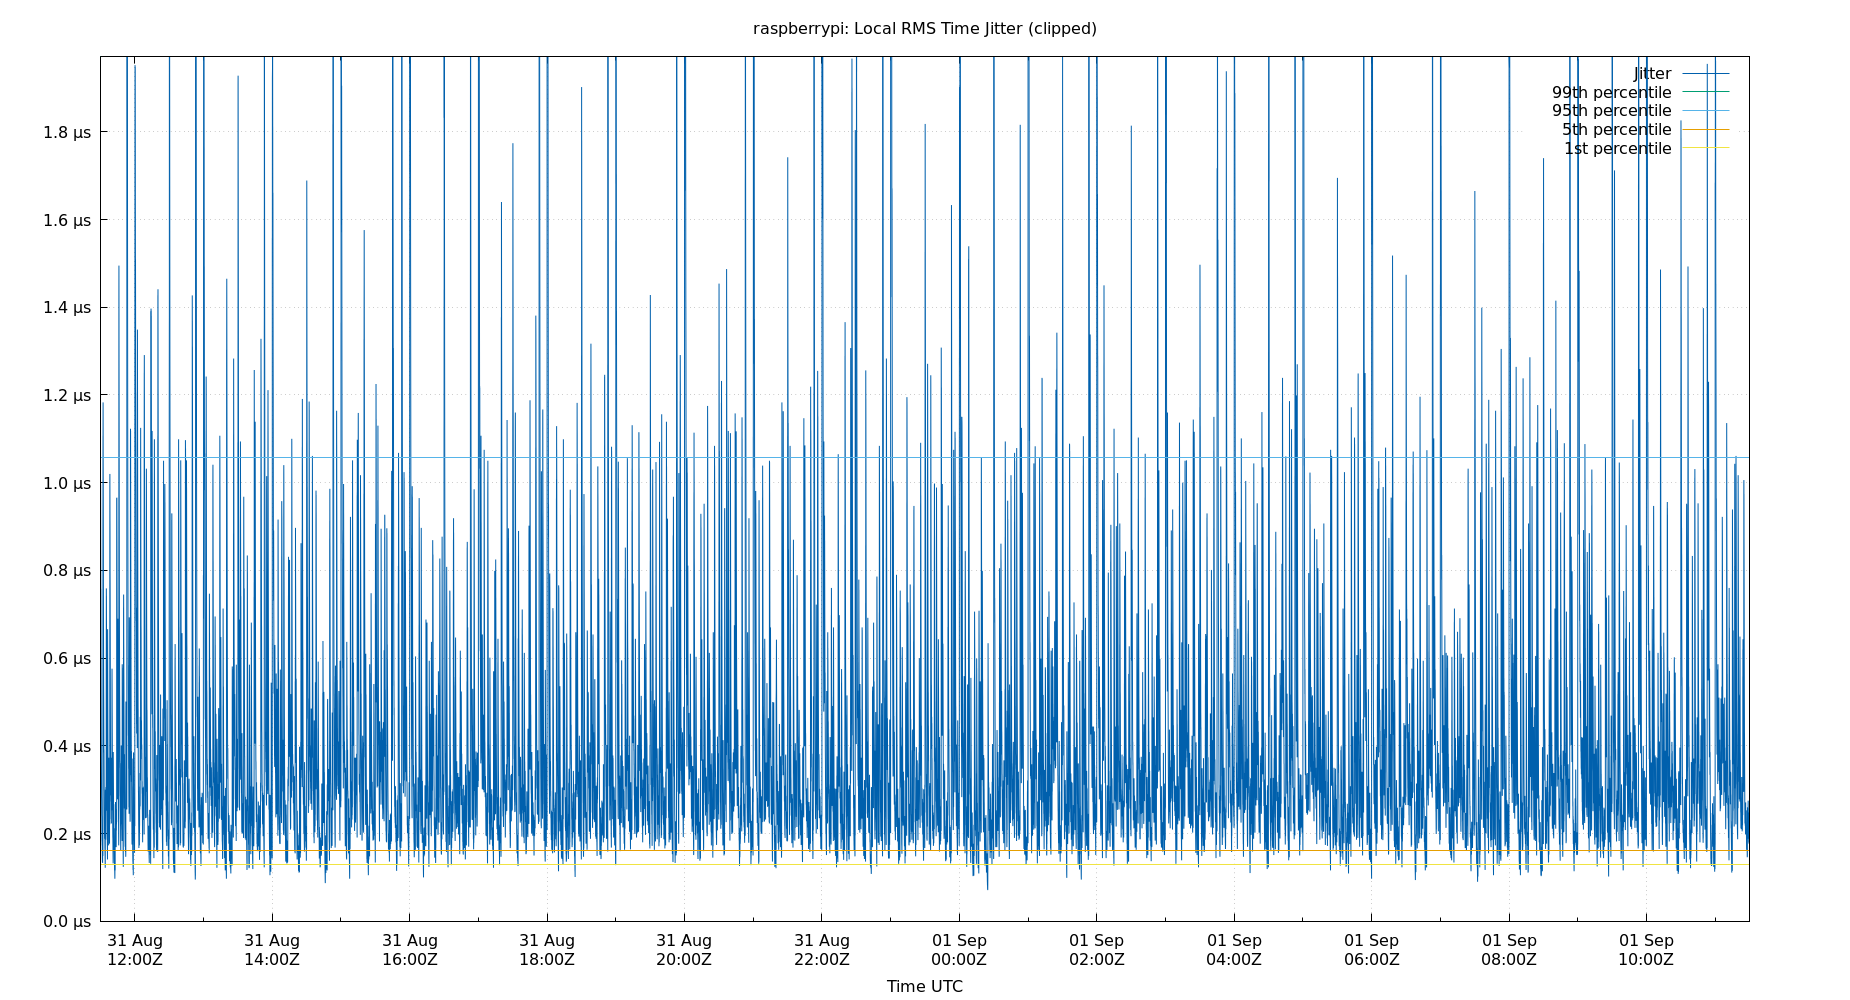 raspberrypi: Local RMS Time Jitter (clipped)
Jitter
99th percentile
95th percentile
5th percentile
1st percentile
1.8 μs
1.6 μs
1.4 μs
1.2 μs
1.0 μs
0.8 μs
0.6 μs
0.4 μs
0.2 μs
0.0 μs
31 Aug 31 Aug 31 Aug 31 Aug 31 Aug 31 Aug 01 Sep 01 Sep 01 Sep 01 Sep 01 Sep 01 Sep
12:00Z 14:00Z 16:00Z 18:00Z 20:00Z 22:00Z 00:00Z 02:00Z 04:00Z 06:00Z 08:00Z 10:00Z
Time UTC